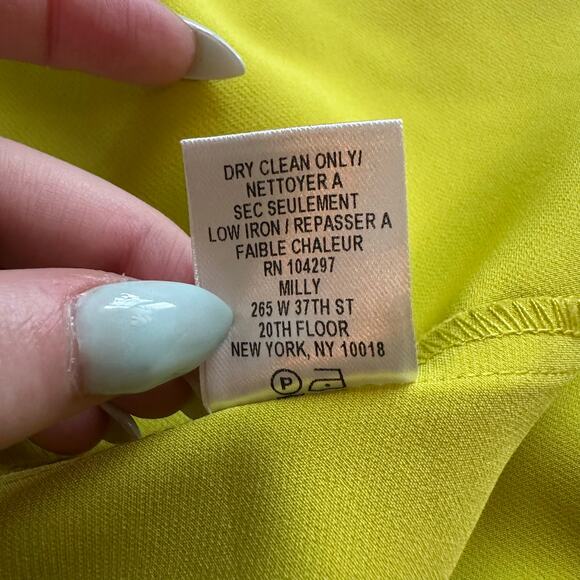 DRY CLEAN ONLY/
NETTOYER A
SEC SEULEMENT
LOW IRON / REPASSER A
FAIBLE CHALEUR
RN 104297
MILLY
265 W 37TH ST
20TH FLOOR
NEW YORK, NY 10018
P